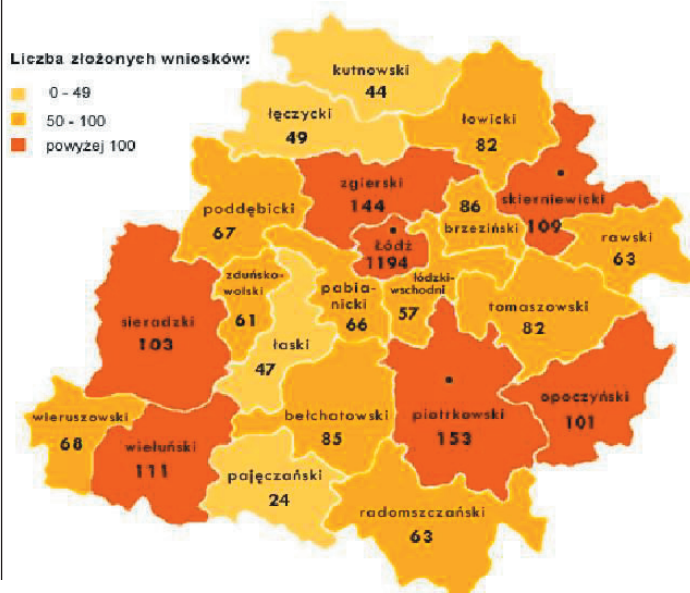 Liczba złożonych wniosków:
0 - 49
50 - 100
powyżej 100
kutnowski
44
łęczycki
49
łowicki
82
zgierski
144
skierniewicki
109
poddębicki
67
86
brzeziński
rawski
63
Łódź
1194
zduńsko-
wolski
61
pabia-
nicki
66
łódzki-
wschodni
57
tomaszowski
82
sieradzki
103
łaski
47
opoczyński
101
piotrkowski
153
bełchatowski
85
wieruszowski
68
wieluński
111
pajęczański
24
radomszczański
63